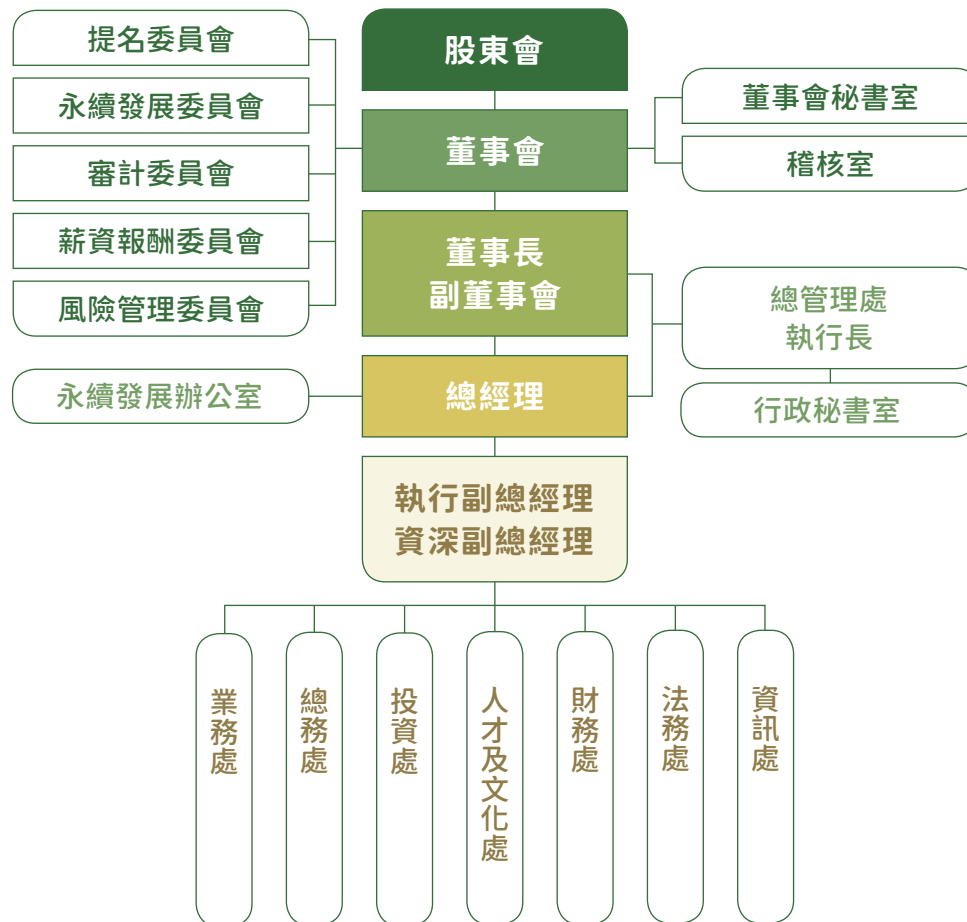 提名委員會
永續發展委員會
審計委員會
薪資報酬委員會
風險管理委員會
永續發展辦公室
股東會
董事會
董事長
副董事會
總經理
執行副總經理
資深副總經理
董事會秘書室
稽核室
總管理處
執行長
行政秘書室
業務處
總務處
投資處
人才及文化處
財務處
法務處
資訊處